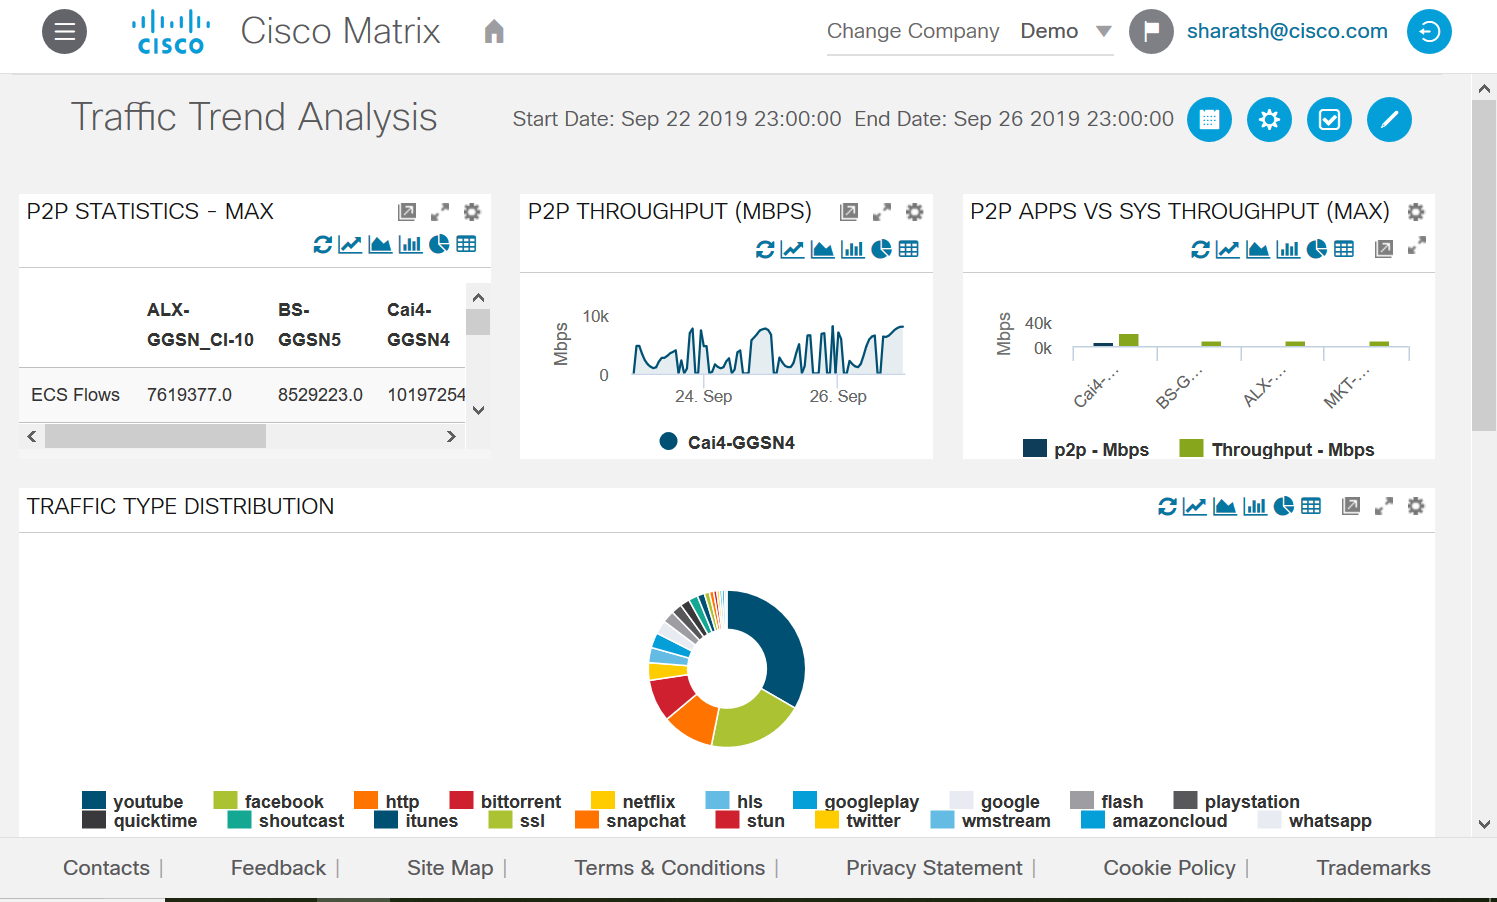 CISCO Cisco Matrix Change Company Demo sharatsh@cisco.com
Traffic Trend Analysis Start Date: Sep 22 2019 23:00:00 End Date: Sep 26 2019 23:00:00
P2P STATISTICS - MAX
ALX-GGSN_CI-10 BS-GGSN5 Cai4-GGSN4
ECS Flows 7619377.0 8529223.0 10197254
P2P THROUGHPUT (MBPS)
Mbps
10k
0
24. Sep 26. Sep
Cai4-GGSN4
P2P APPS VS SYS THROUGHPUT (MAX)
Mbps
40k
0k
Cai4-... BS-G... ALX-... MKT-...
p2p - Mbps Throughput - Mbps
TRAFFIC TYPE DISTRIBUTION
youtube facebook http bittorrent netflix hls googleplay google flash playstation
quicktime shoutcast itunes ssl snapchat stun twitter wmstream amazoncloud whatsapp
Contacts | Feedback | Site Map | Terms & Conditions | Privacy Statement | Cookie Policy | Trademarks